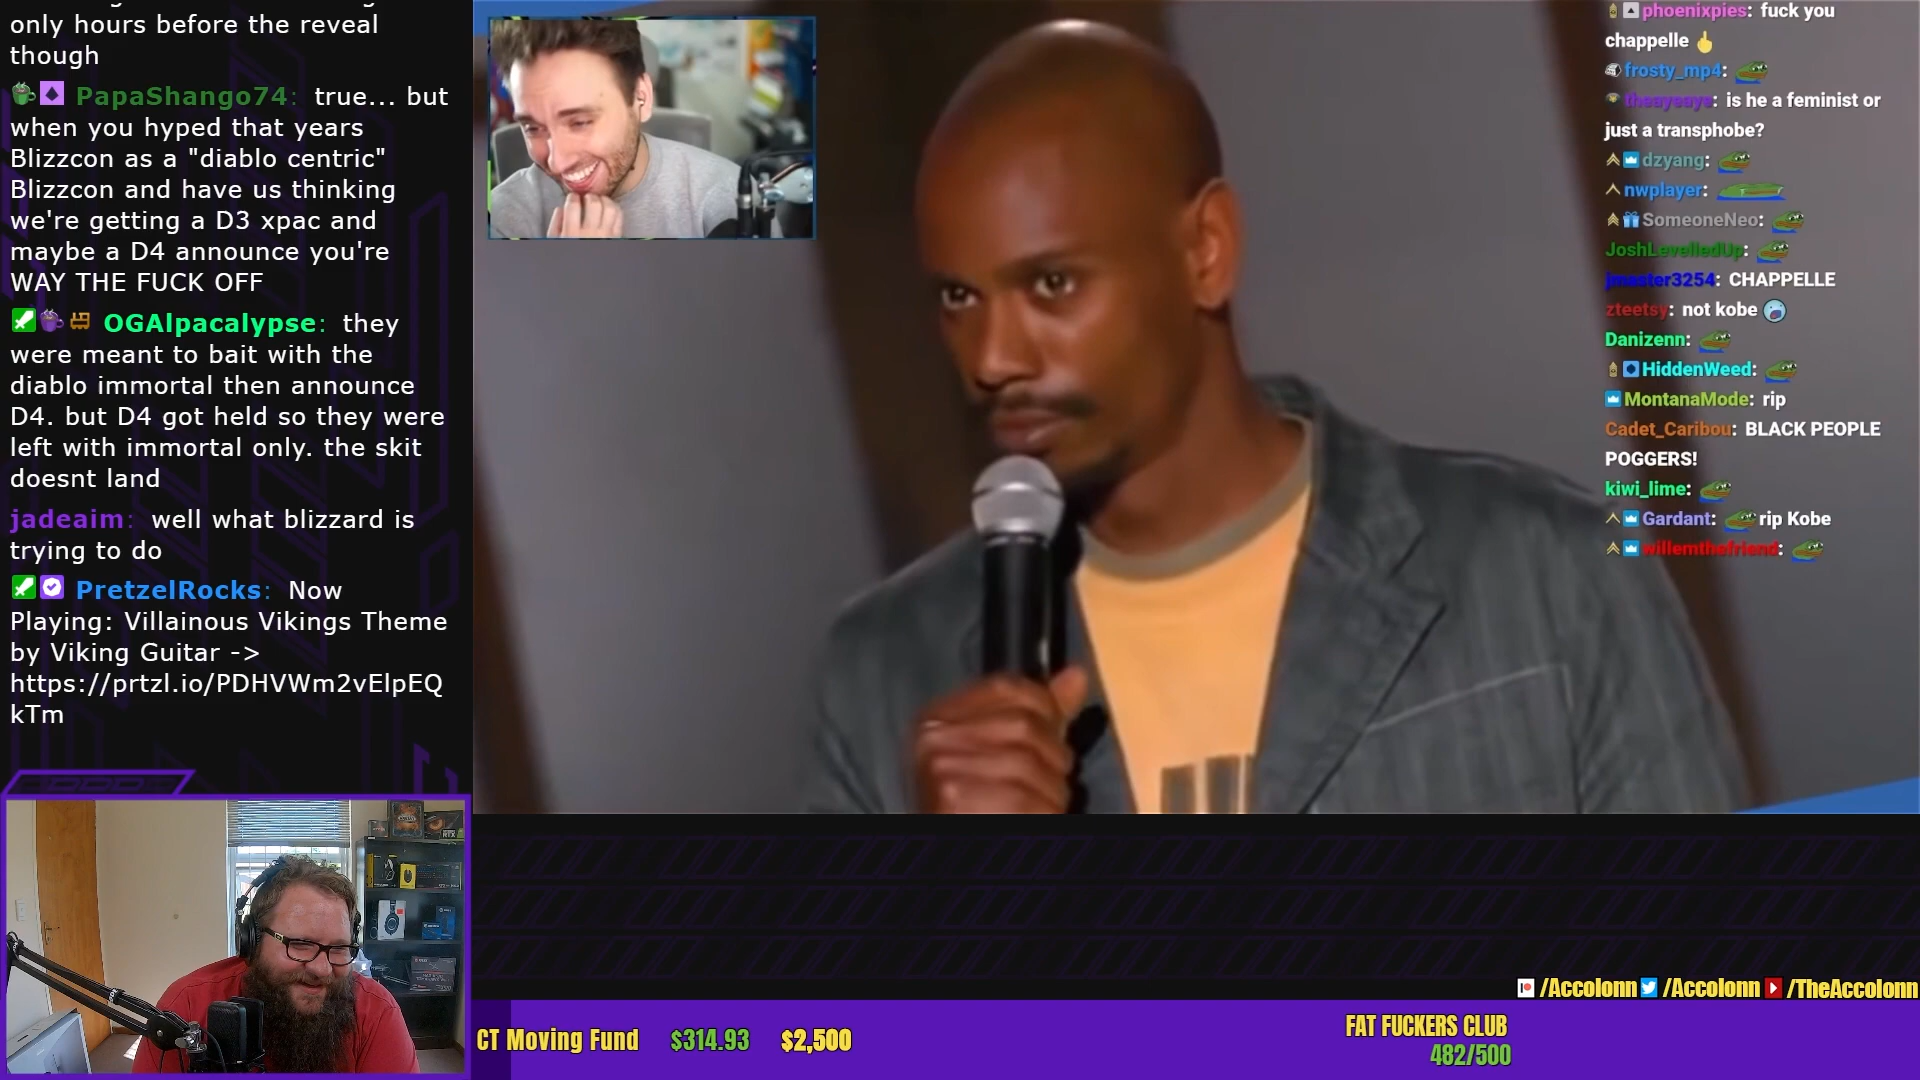 only hours before the reveal
though
PapaShango74: true... but
when you hyped that years
Blizzcon as a "diablo centric"
Blizzcon and have us thinking
we're getting a D3 xpac and
maybe a D4 announce you're
WAY THE FUCK OFF
OGAlpacalypse: they
were meant to bait with the
diablo immortal then announce
D4. but D4 got held so they were
left with immortal only. the skit
doesnt land
jadeaim: well what blizzard is
trying to do
PretzelRocks: Now
Playing: Villainous Vikings Theme
by Viking Guitar ->
https://prtzl.io/PDHVWm2vElpEQ
kTm
phoenixpies: fuck you
chappelle 🖕
frosty_mp4:
theayeaye: is he a feminist or
just a transphobe?
dzyang:
nwplayer:
SomeoneNeo:
JoshLevelledUp:
jmaster3254: CHAPPELLE
zteetsy: not kobe
Danizenn:
HiddenWeed:
MontanaMode: rip
Cadet_Caribou: BLACK PEOPLE
POGGERS!
kiwi_lime:
Gardant: rip Kobe
willemthefriend:
/Accolonn /Accolonn /TheAccolonn
CT Moving Fund $314.93 $2,500
FAT FUCKERS CLUB
482/500